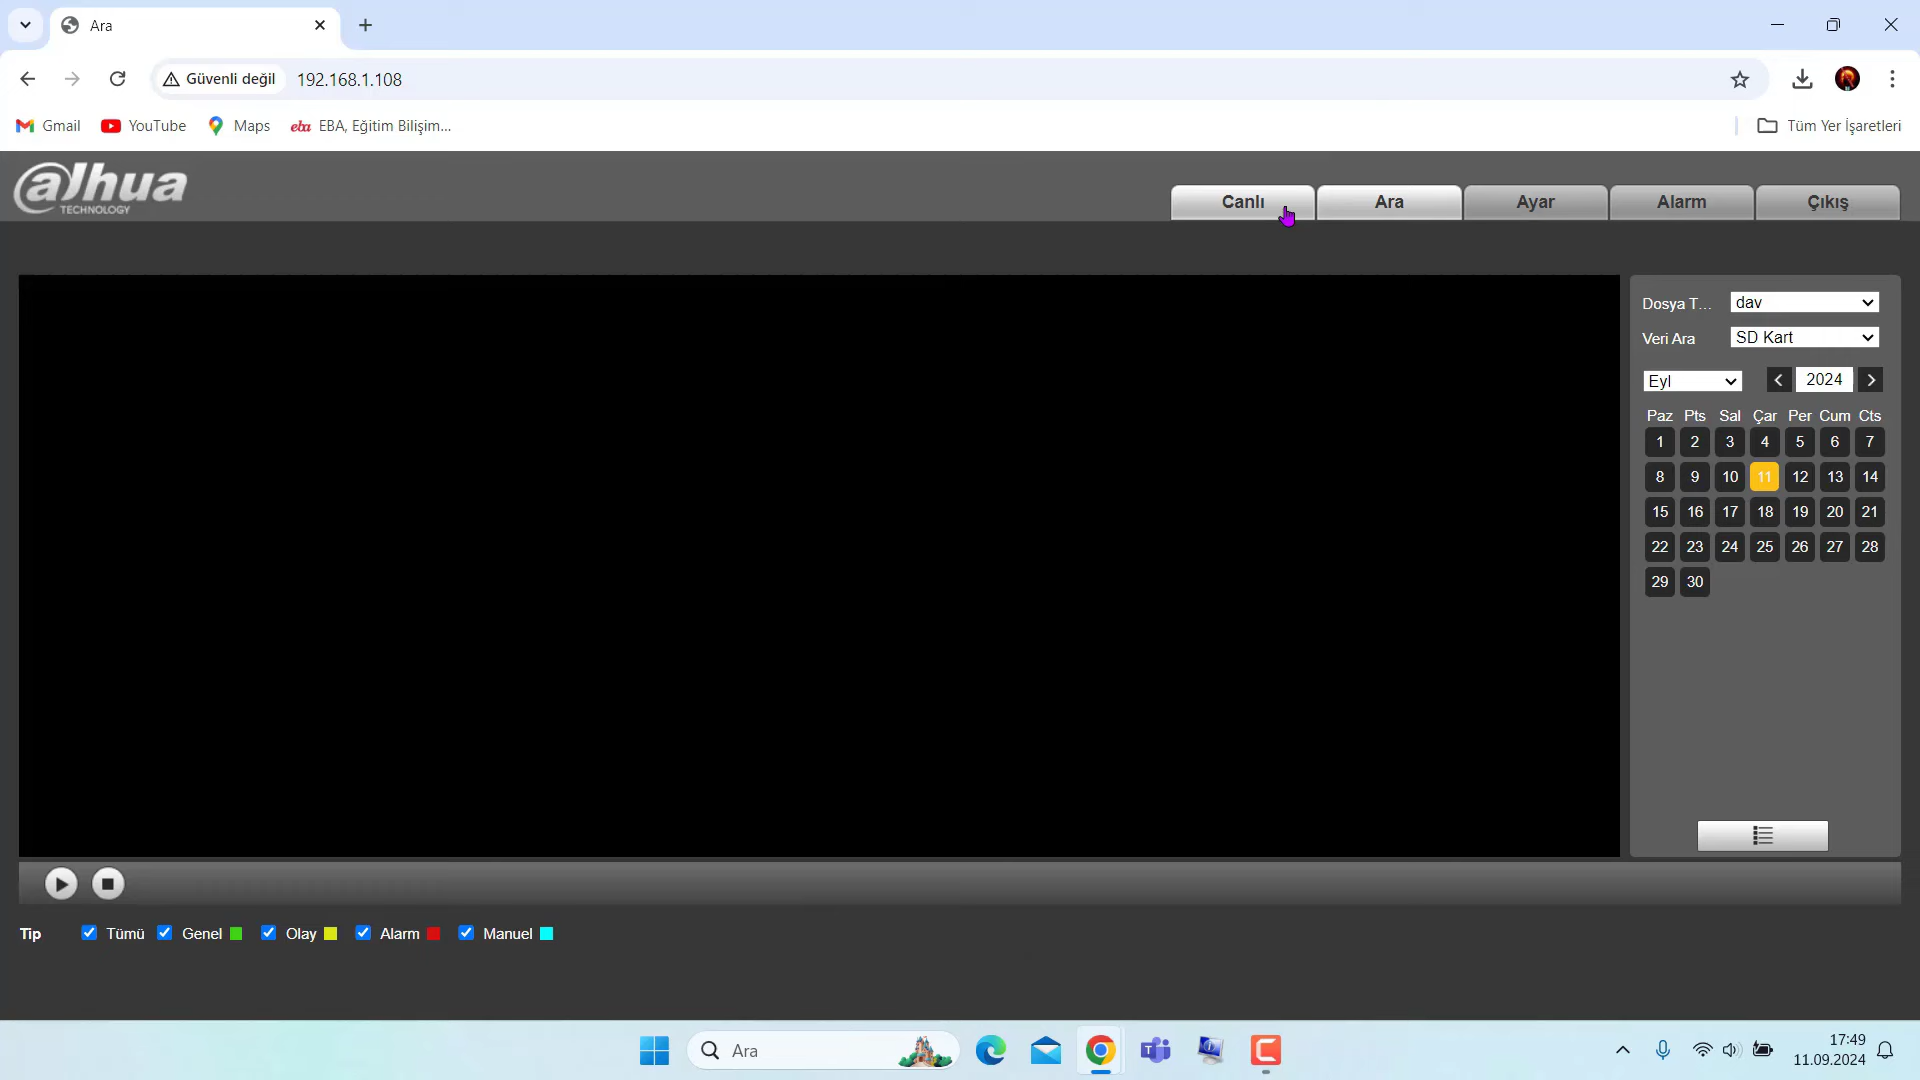 Ara
Güvenli değil 192.168.1.108
Gmail YouTube Maps eba EBA, Eğitim Bilişim... Tüm Yer İşaretleri
alhua
TECHNOLOGY
Canlı Ara Ayar Alarm Çıkış
Dosya T... dav
Veri Ara SD Kart
Eyl 2024
Paz Pts Sal Çar Per Cum Cts
1 2 3 4 5 6 7
8 9 10 11 12 13 14
15 16 17 18 19 20 21
22 23 24 25 26 27 28
29 30
Tip Tümü Genel Olay Alarm Manuel
Ara
17:49
11.09.2024